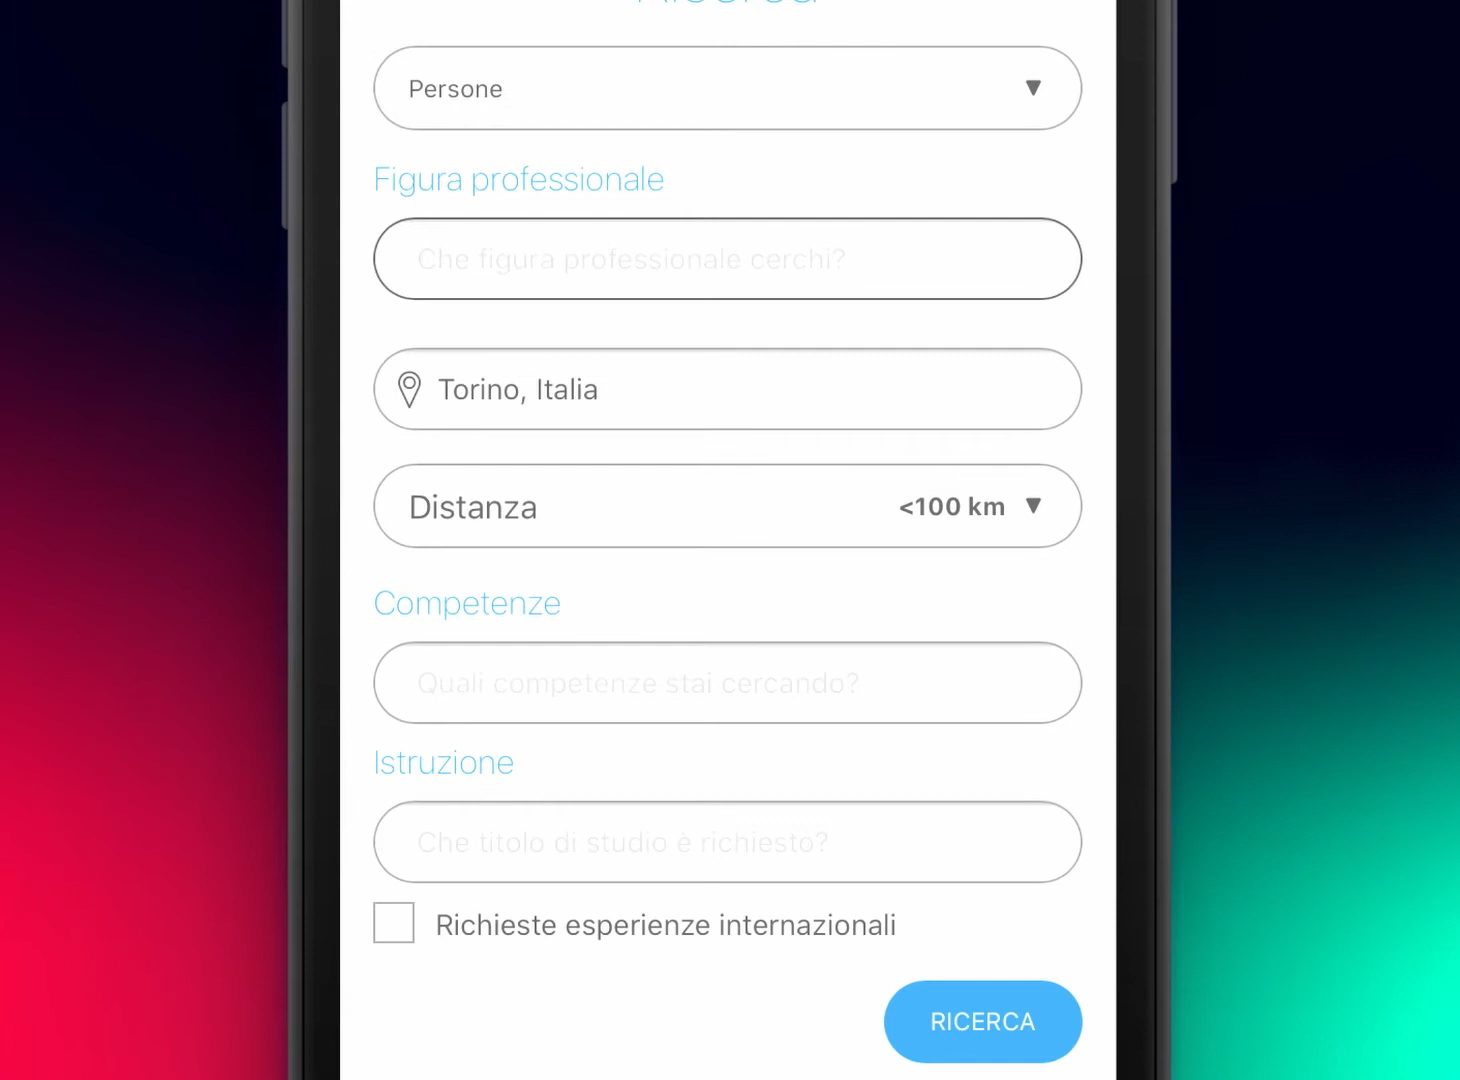 Persone
Figura professionale
Che figura professionale cerchi?
Torino, Italia
Distanza <100 km
Competenze
Quali competenze stai cercando?
Istruzione
Che titolo di studio è richiesto?
Richieste esperienze internazionali
RICERCA